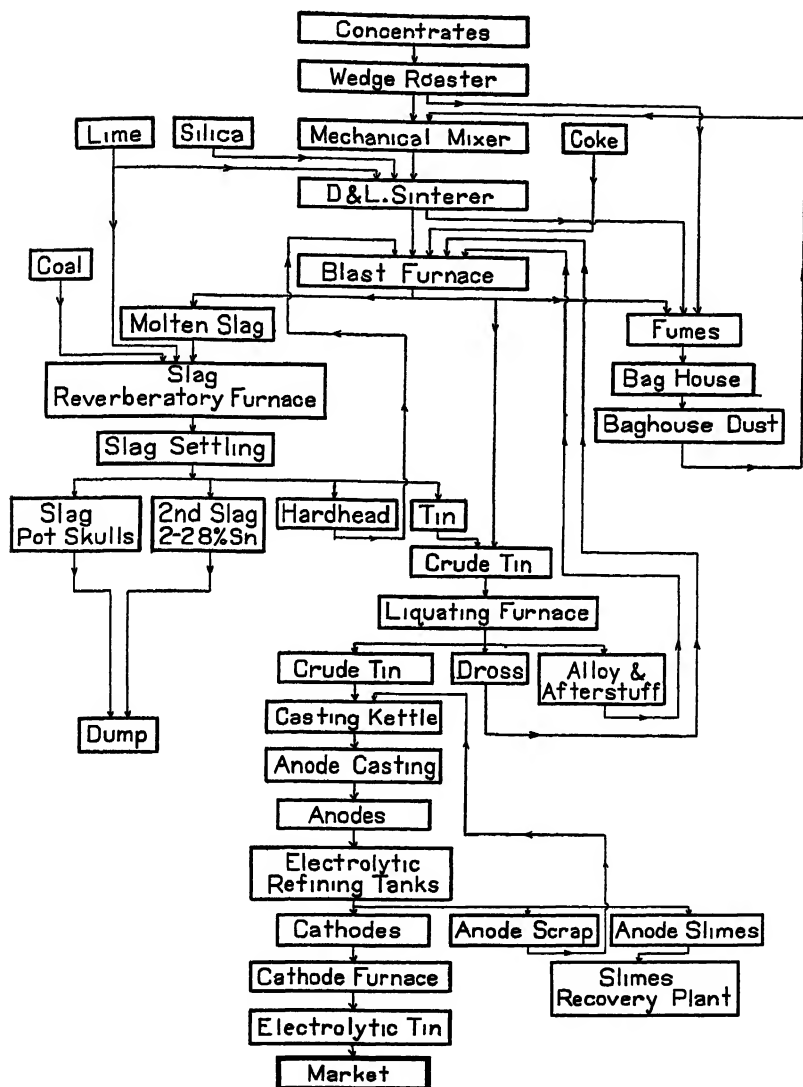 Concentrates
Wedge Roaster
Lime
Silica
Mechanical Mixer
Coke
D&L. Sinterer
Coal
Blast Furnace
Molten Slag
Fumes
Slag
Reverberatory Furnace
Bag House
Baghouse Dust
Slag Settling
Slag
Pot Skulls
2nd Slag
2-28%Sn
Hardhead
Tin
Crude Tin
Liquating Furnace
Crude Tin
Dross
Alloy &
Afterstuff
Casting Kettle
Dump
Anode Casting
Anodes
Electrolytic
Refining Tanks
Cathodes
Anode Scrap
Anode Slimes
Cathode Furnace
Slimes
Recovery Plant
Electrolytic Tin
Market